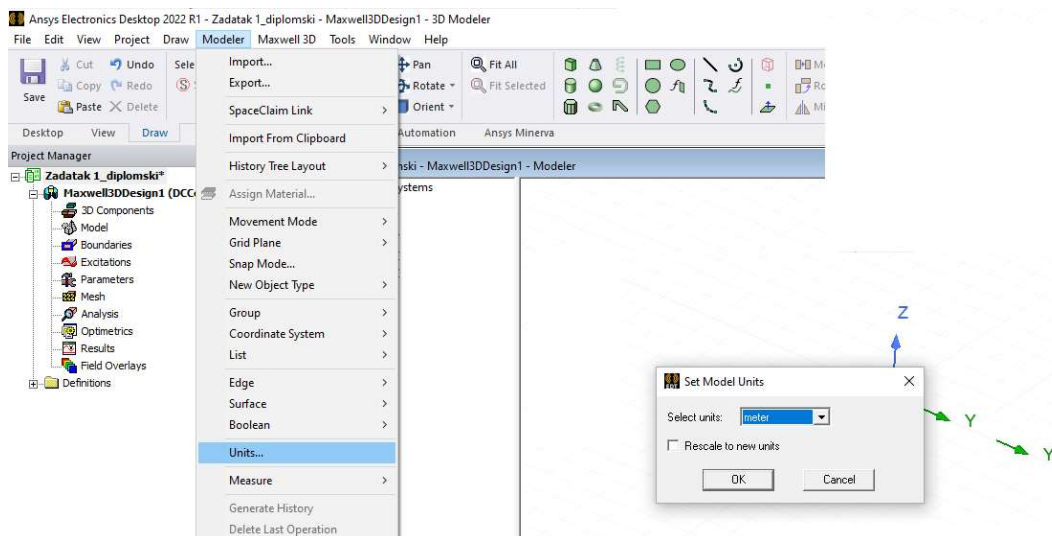 Ansys Electronics Desktop 2022 R1 - Zadatak 1_diplomski - Maxwell3DDesign1 - 3D Modeler
File Edit View Project Draw Modeler Maxwell 3D Tools Window Help
Save
Cut Undo Sele
Copy Redo S
Paste Delete
Pan Fit All
Rotate Fit Selected
Orient
Desktop View Draw Automation Ansys Minerva
Project Manager
Zadatak 1_diplomski*
Maxwell3DDesign1 (DCC
3D Components
Model
Boundaries
Excitations
Parameters
Mesh
Analysis
Optimetrics
Results
Field Overlays
Definitions
Import...
Export...
SpaceClaim Link
Import From Clipboard
History Tree Layout
Assign Material...
Movement Mode
Grid Plane
Snap Mode...
New Object Type
Group
Coordinate System
List
Edge
Surface
Boolean
Units...
Measure
Generate History
Delete Last Operation
nski - Maxwell3DDesign1 - Modeler
ystems
Z
Y
Y
Set Model Units
Select units: meter
Rescale to new units
OK Cancel